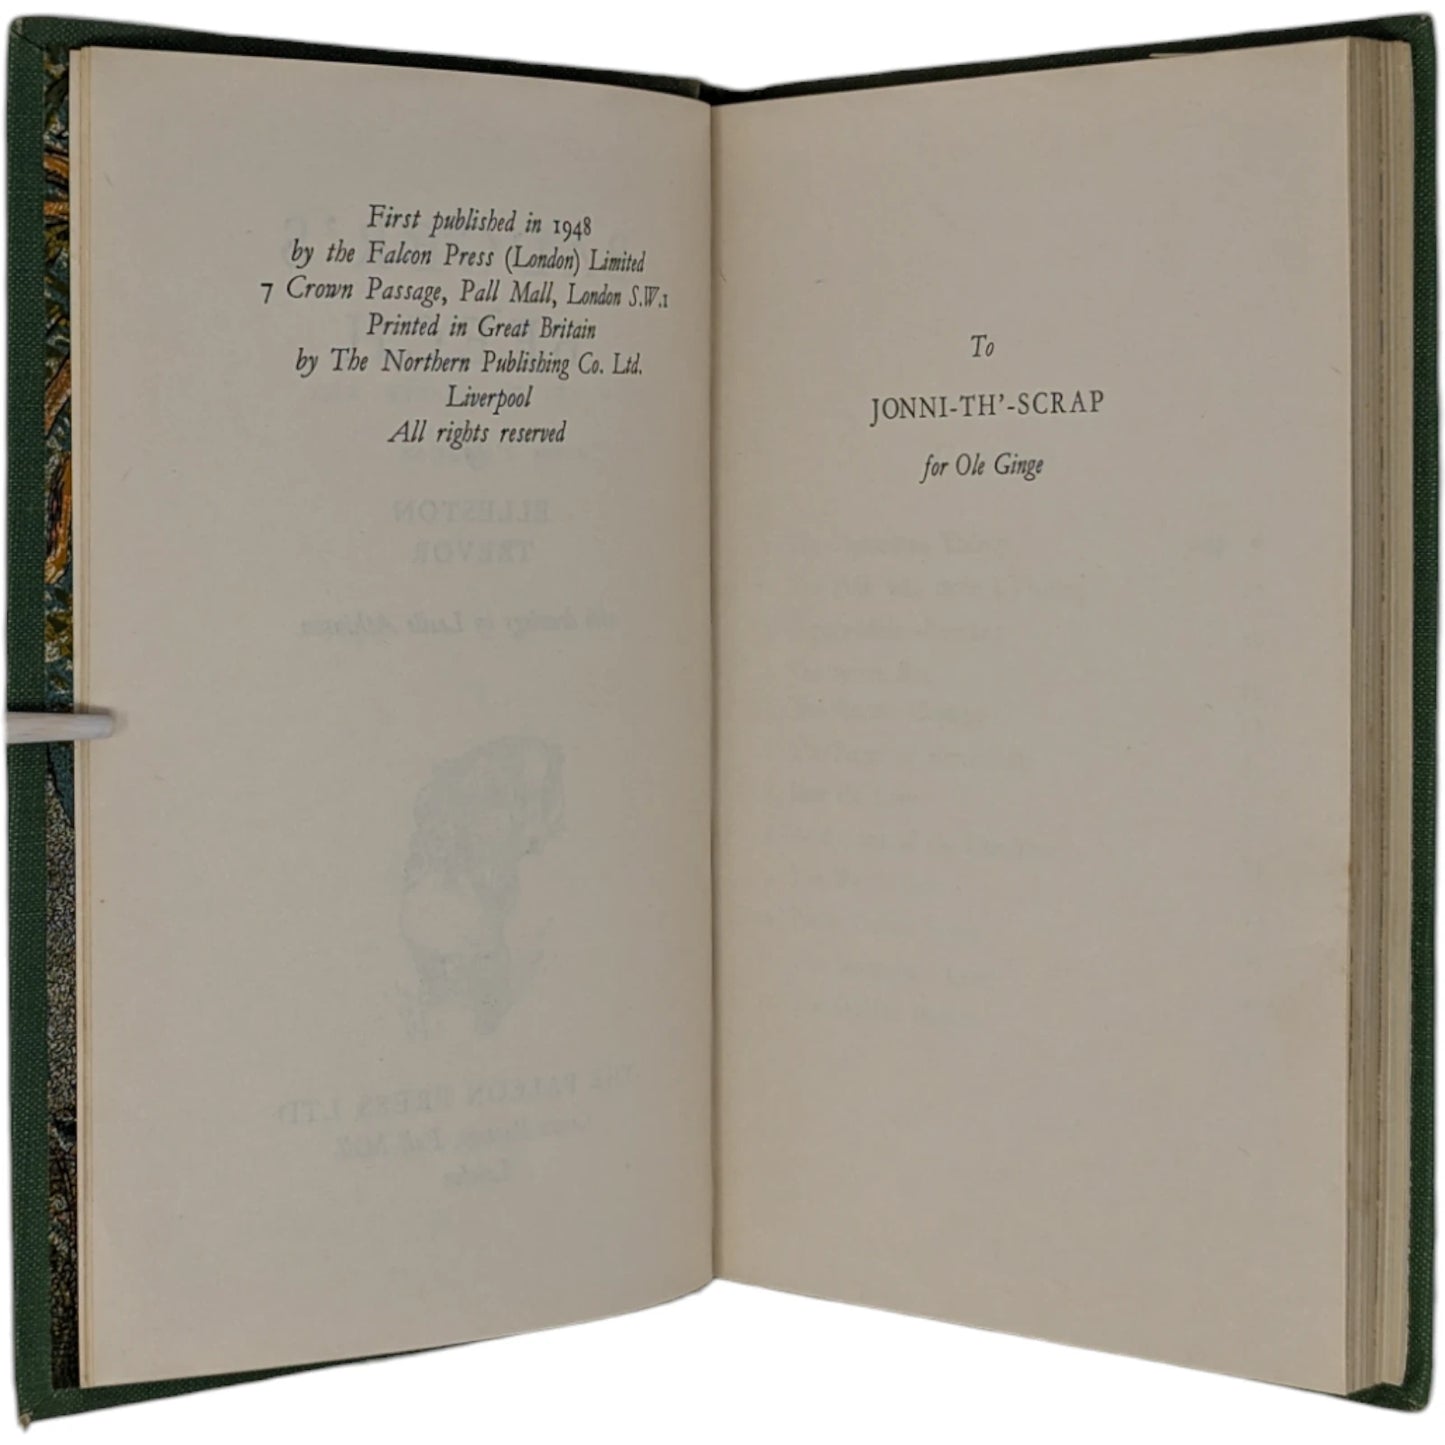 First published in 1948
by the Falcon Press (London) Limited
7 Crown Passage, Pall Mall, London S.W.1
Printed in Great Britain
by The Northern Publishing Co. Ltd.
Liverpool
All rights reserved
ELLESTON
TREVOR
To
JONNI-TH'-SCRAP
for Ole Ginge